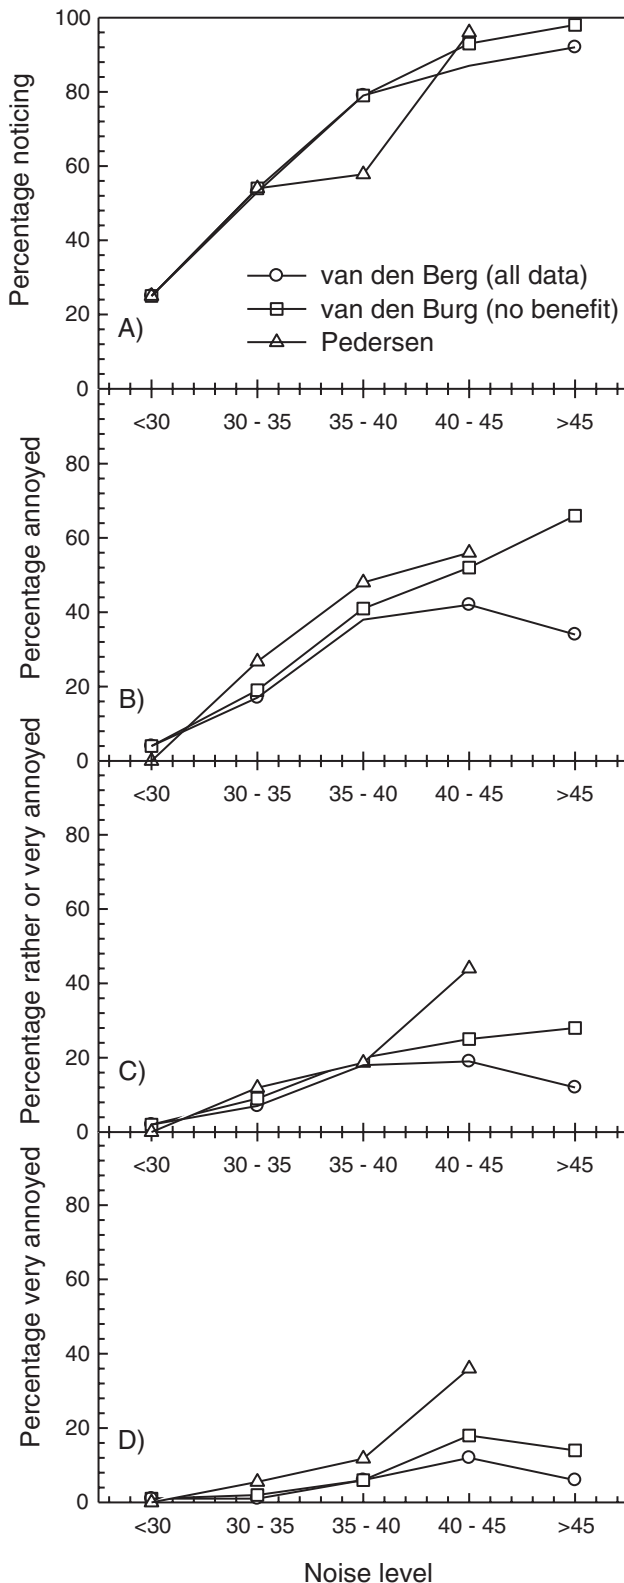 100
80
60
40
20
0
Percentage noticing
A)
van den Berg (all data)
van den Burg (no benefit)
Pedersen
<30 30 - 35 35 - 40 40 - 45 >45
80
60
40
20
0
Percentage annoyed
B)
<30 30 - 35 35 - 40 40 - 45 >45
80
60
40
20
0
Percentage rather or very annoyed
C)
<30 30 - 35 35 - 40 40 - 45 >45
80
60
40
20
0
Percentage very annoyed
D)
<30 30 - 35 35 - 40 40 - 45 >45
Noise level